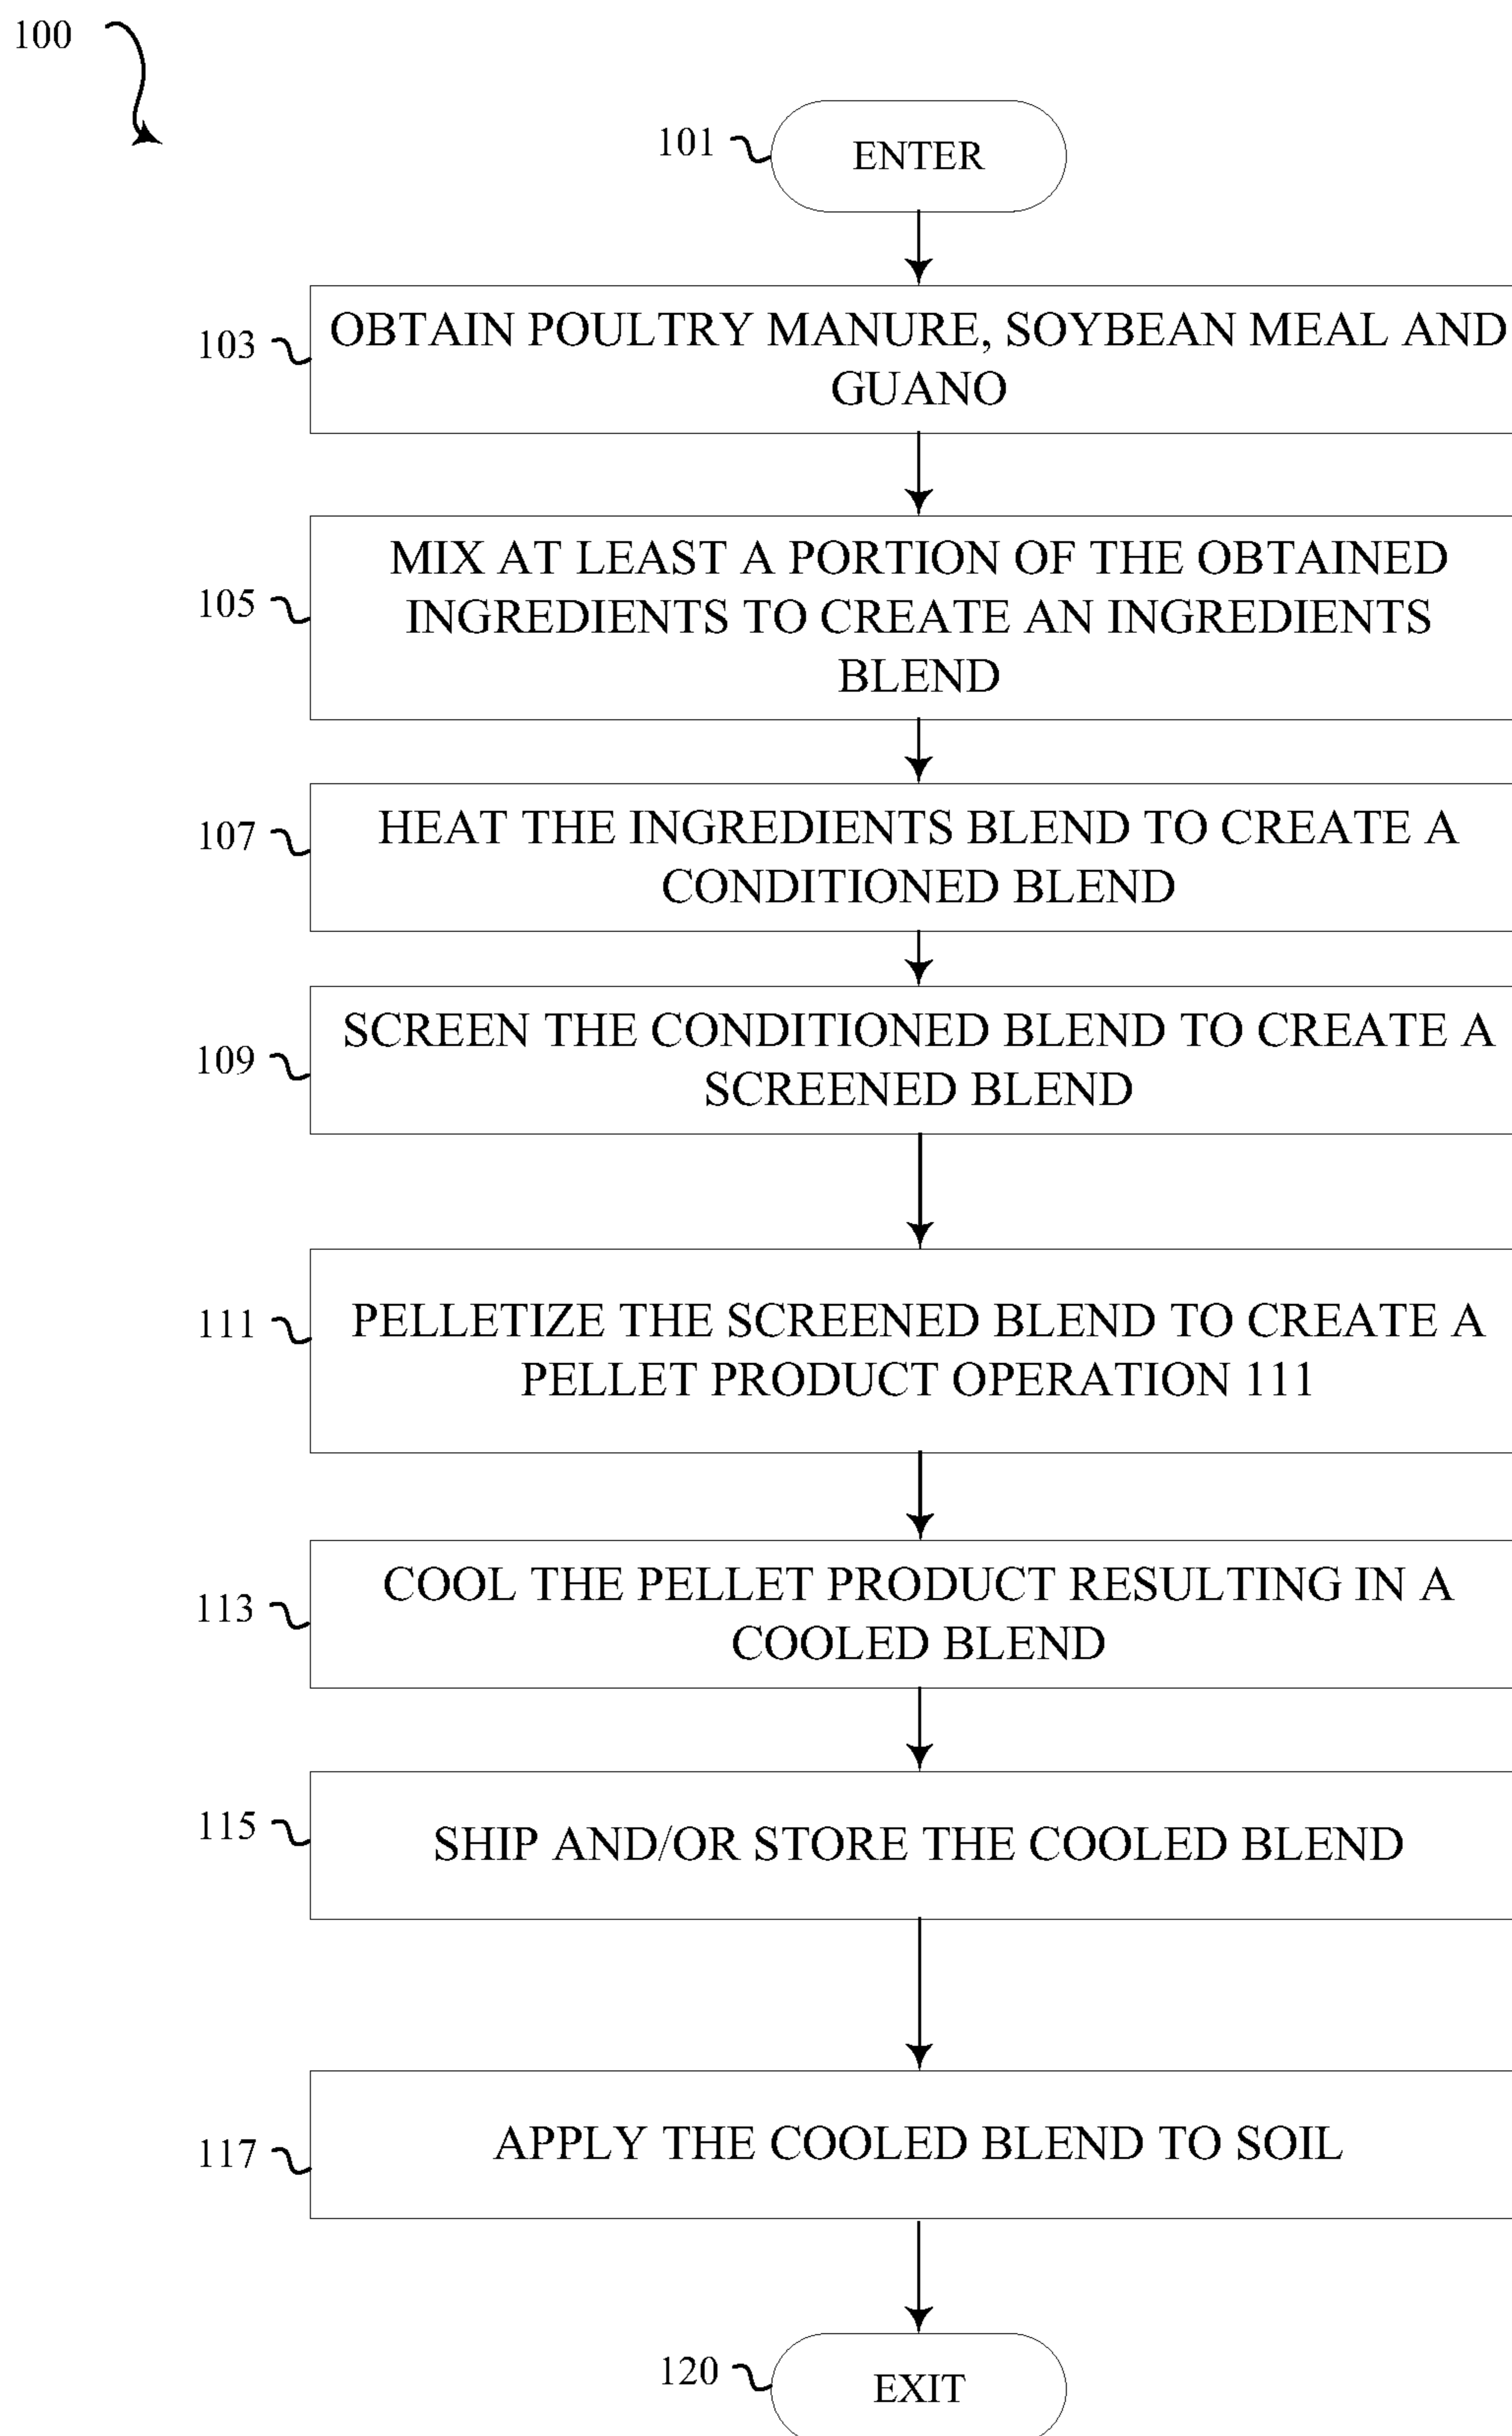 100
101
ENTER
103
OBTAIN POULTRY MANURE, SOYBEAN MEAL AND
GUANO
105
MIX AT LEAST A PORTION OF THE OBTAINED
INGREDIENTS TO CREATE AN INGREDIENTS
BLEND
107
HEAT THE INGREDIENTS BLEND TO CREATE A
CONDITIONED BLEND
109
SCREEN THE CONDITIONED BLEND TO CREATE A
SCREENED BLEND
111
PELLETIZE THE SCREENED BLEND TO CREATE A
PELLET PRODUCT OPERATION 111
113
COOL THE PELLET PRODUCT RESULTING IN A
COOLED BLEND
115
SHIP AND/OR STORE THE COOLED BLEND
117
APPLY THE COOLED BLEND TO SOIL
120
EXIT